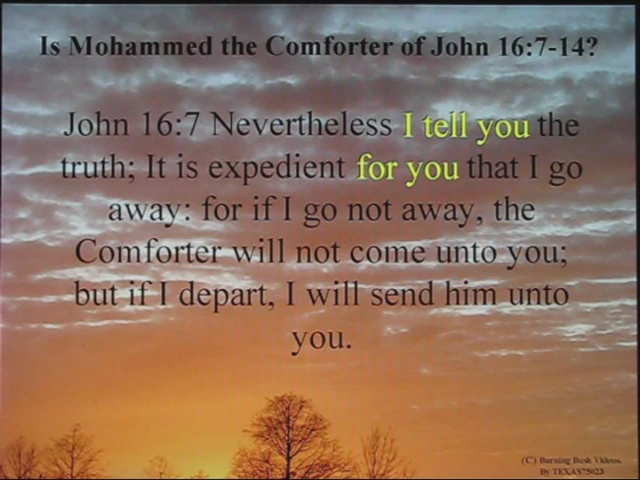 Is Mohammed the Comforter of John 16:7-14?
John 16:7 Nevertheless I tell you the
truth; It is expedient for you that I go
away: for if I go not away, the
Comforter will not come unto you;
but if I depart, I will send him unto
you.
(C) Burning Bush Videos.
By TEXAS75023